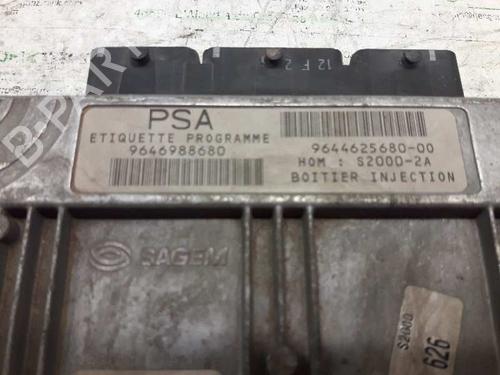 12 F 2
PSA
ETIQUETTE PROGRAMME
9646988680
9644625680-00
HOM : S2000-2A
BOITIER INJECTION
SAGEM
S2000
626